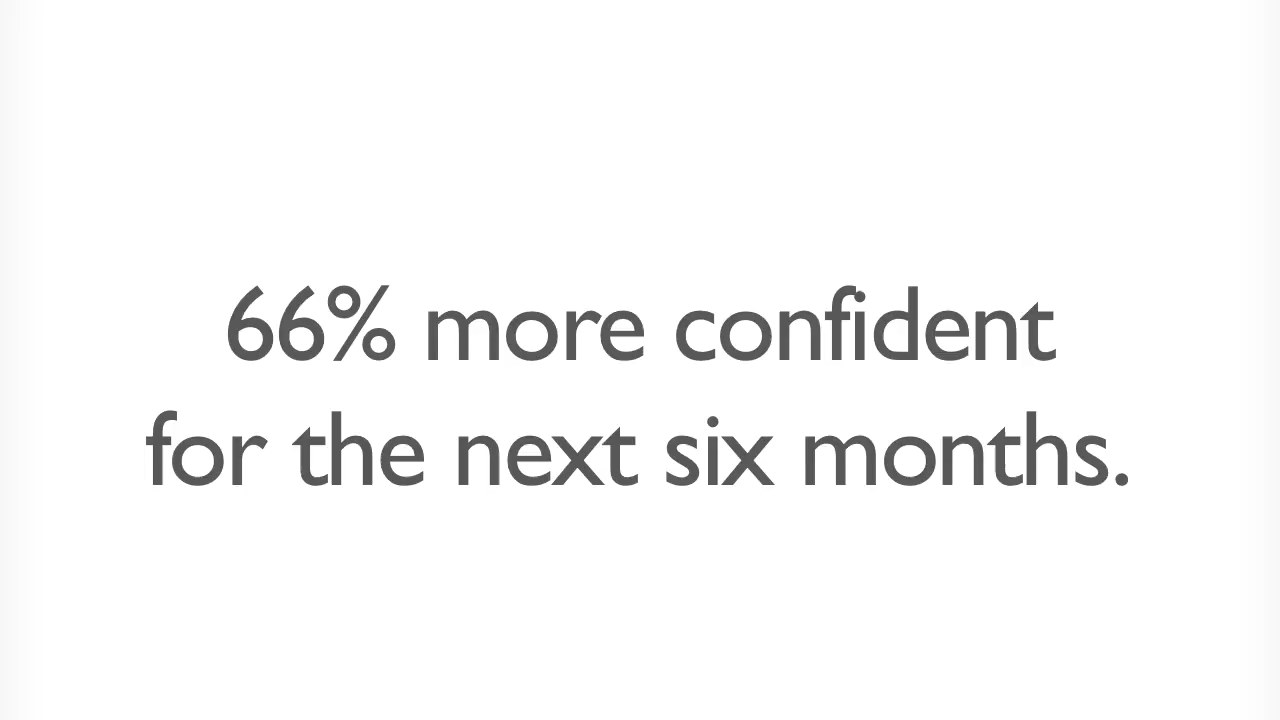 66% more confident
for the next six months.